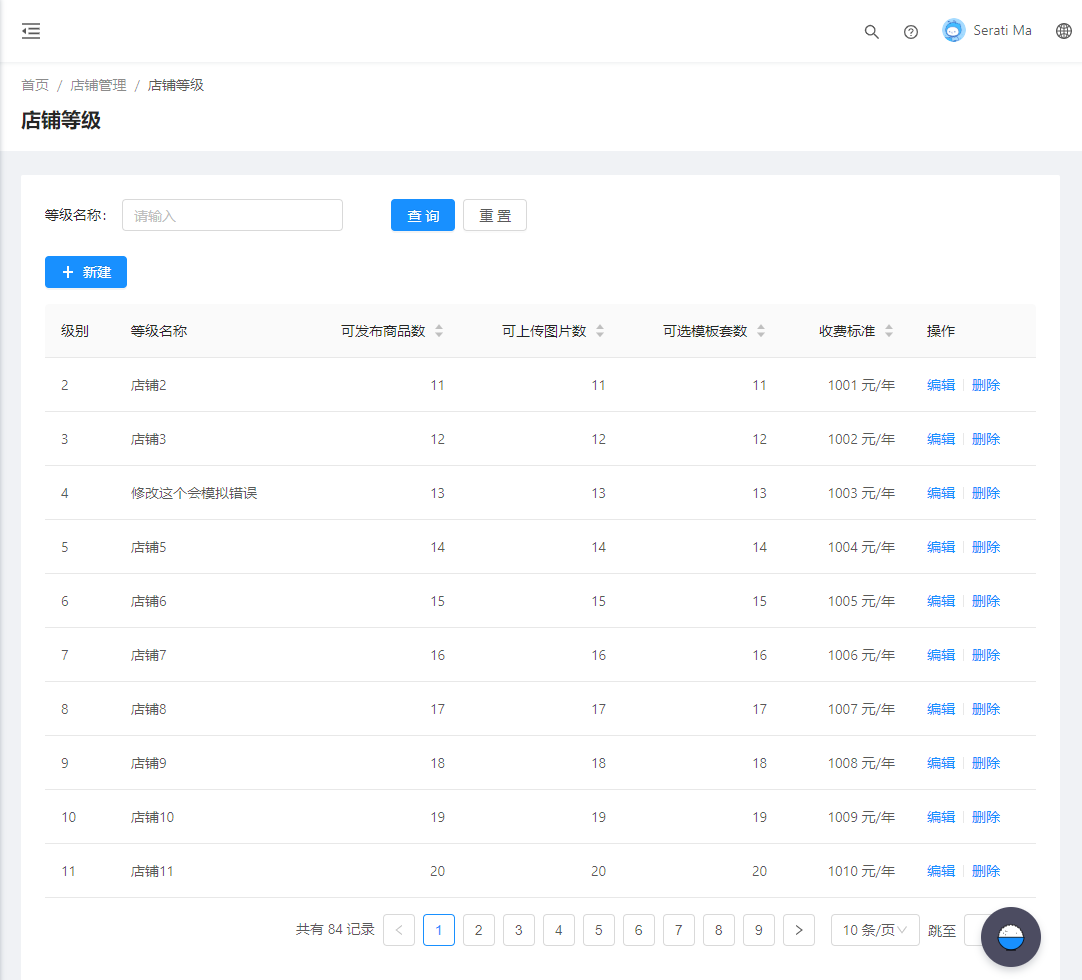 Serati Ma
首页 / 店铺管理 / 店铺等级
店铺等级
等级名称: 请输入 查 询 重 置
+ 新建
级别 等级名称 可发布商品数 可上传图片数 可选模板套数 收费标准 操作
2 店铺2 11 11 11 1001 元/年 编辑 删除
3 店铺3 12 12 12 1002 元/年 编辑 删除
4 修改这个会模拟错误 13 13 13 1003 元/年 编辑 删除
5 店铺5 14 14 14 1004 元/年 编辑 删除
6 店铺6 15 15 15 1005 元/年 编辑 删除
7 店铺7 16 16 16 1006 元/年 编辑 删除
8 店铺8 17 17 17 1007 元/年 编辑 删除
9 店铺9 18 18 18 1008 元/年 编辑 删除
10 店铺10 19 19 19 1009 元/年 编辑 删除
11 店铺11 20 20 20 1010 元/年 编辑 删除
共有 84 记录 < 1 2 3 4 5 6 7 8 9 > 10 条/页 跳至